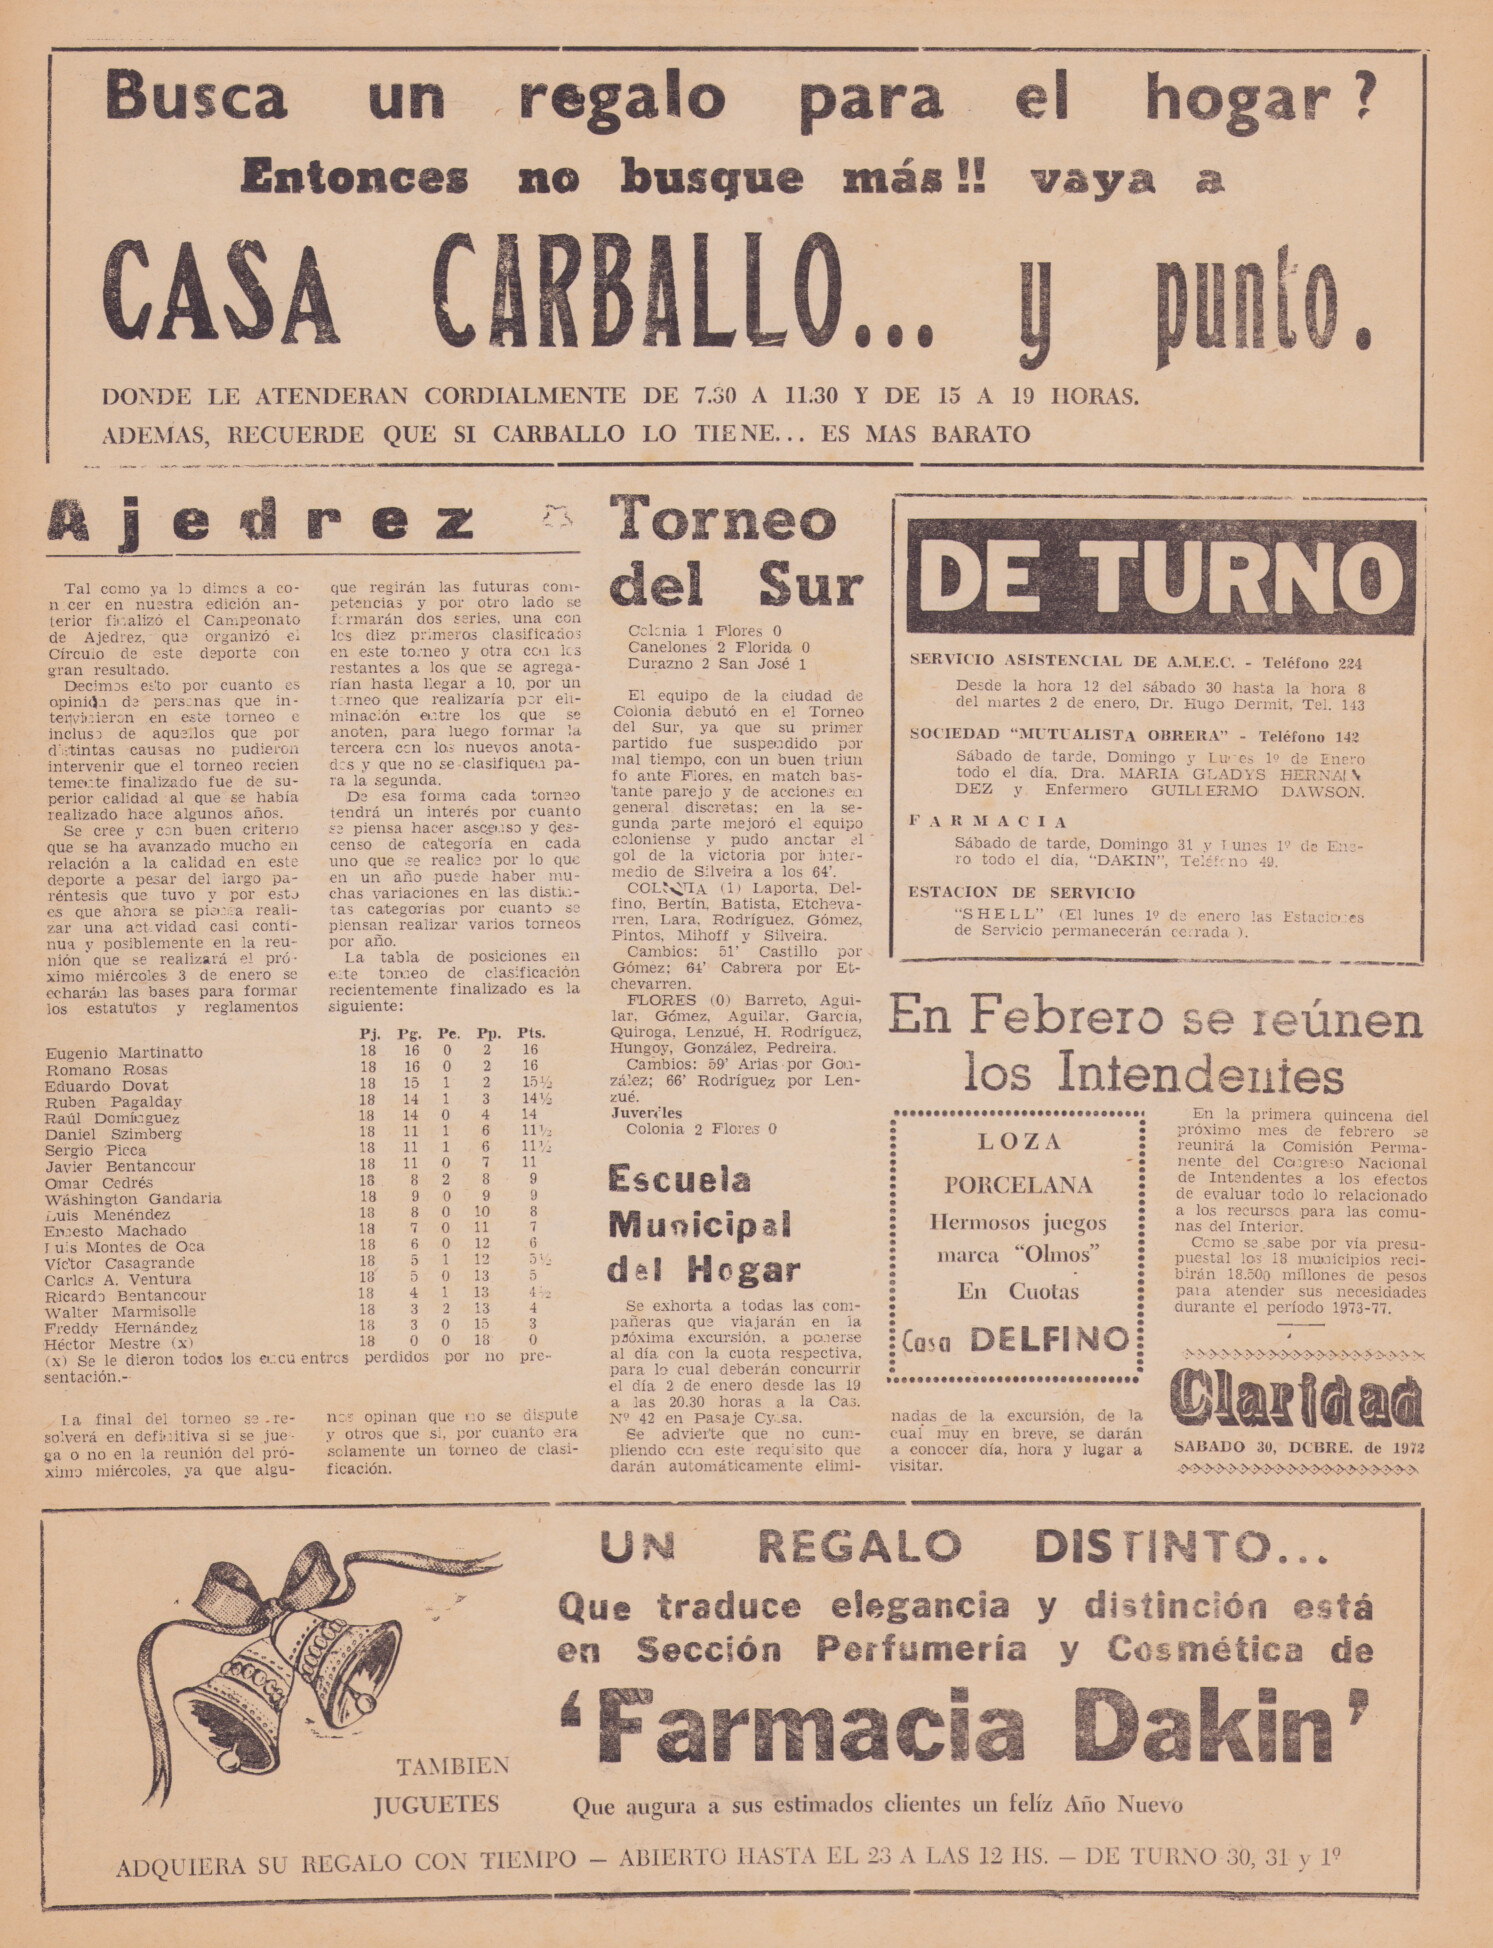 Busca un regalo para el hogar?
Entonces no busque más!! vaya a
CASA CARBALLO... y punto.
DONDE LE ATENDERAN CORDIALMENTE DE 7.30 A 11.30 Y DE 15 A 19 HORAS.
ADEMAS, RECUERDE QUE SI CARBALLO LO TIENE... ES MAS BARATO
Ajedrez
Tal como ya lo dimos a co-
nocer en nuestra edición an-
terior finalizó el Campeonato
de Ajedrez, que organizó el
Círculo de este deporte con
gran resultado.
Decimos esto por cuanto es
opinión de personas que in-
tervinieron en este torneo e
incluso de aquellos que por
distintas causas no pudieron
intervenir que el torneo recien
temente finalizado fue de su-
perior calidad al que se había
realizado hace algunos años.
Se cree y con buen criterio
que se ha avanzado mucho en
relación a la calidad en este
deporte a pesar del largo pa-
réntesis que tuvo y por esto
es que ahora se piensa reali-
zar una actividad casi conti-
nua y posiblemente en la reu-
nión que se realizará el pró-
ximo miércoles 3 de enero se
echarán las bases para formar
los estatutos y reglamentos
que regirán las futuras com-
petencias y por otro lado se
formarán dos series, una con
los diez primeros clasificados
en este torneo y otra con los
restantes a los que se agrega-
rían hasta llegar a 10, por un
torneo que realizaría por eli-
minación entre los que se
anoten, para luego formar la
tercera con los nuevos anota-
dos y que no se clasifiquen pa-
ra la segunda.
De esa forma cada torneo
tendrá un interés por cuanto
se piensa hacer ascenso y des-
censo de categoría en cada
uno que se realice por lo que
en un año puede haber mu-
chas variaciones en las distin-
tas categorías por cuanto se
piensan realizar varios torneos
por año.
La tabla de posiciones en
este torneo de clasificación
recientemente finalizado es la
siguiente:
Pj. Pg. Pe. Pp. Pts.
Eugenio Martinatto 18 16 0 2 16
Romano Rosas 18 16 0 2 16
Eduardo Dovat 18 15 1 2 15½
Ruben Pagalday 18 14 1 3 14½
Raúl Domínguez 18 14 0 4 14
Daniel Szimberg 18 11 1 6 11½
Sergio Picca 18 11 1 6 11½
Javier Bentancour 18 11 0 7 11
Omar Cedrés 18 8 2 8 9
Wáshington Gandaria 18 9 0 9 9
Luis Menéndez 18 8 0 10 8
Ernesto Machado 18 7 0 11 7
Luis Montes de Oca 18 6 0 12 6
Víctor Casagrande 18 5 1 12 5½
Carlos A. Ventura 18 5 0 13 5
Ricardo Bentancour 18 4 1 13 4½
Walter Marmisolle 18 3 2 13 4
Freddy Hernández 18 3 0 15 3
Héctor Mestre (x) 18 0 0 18 0
(x) Se le dieron todos los encuentros perdidos por no pre-
sentación.-
La final del torneo se re-
solverá en definitiva si se jue-
ga o no en la reunión del pró-
ximo miércoles, ya que algu-
nos opinan que no se dispute
y otros que sí, por cuanto era
solamente un torneo de clasi-
ficación.
Torneo
del Sur
Colonia 1 Flores 0
Canelones 2 Florida 0
Durazno 2 San José 1
El equipo de la ciudad de
Colonia debutó en el Torneo
del Sur, ya que su primer
partido fue suspendido por
mal tiempo, con un buen triun
fo ante Flores, en match bas-
tante parejo y de acciones en
general discretas; en la se-
gunda parte mejoró el equipo
coloniense y pudo anotar el
gol de la victoria por inter-
medio de Silveira a los 64'.
COLONIA (1) Laporta, Del-
fino, Bertín, Batista, Etcheva-
rren, Lara, Rodríguez, Gómez,
Pintos, Mihoff y Silveira.
Cambios: 51' Castillo por
Gómez; 64' Cabrera por Et-
chevarren.
FLORES (0) Barreto, Agui-
lar, Gómez, Aguilar, García,
Quiroga, Lenzué, H. Rodríguez,
Hungoy, González, Pedreira.
Cambios: 59' Arias por Gon-
zález; 66' Rodríguez por Len-
zué.
Juveniles
Colonia 2 Flores 0
Escuela
Municipal
del Hogar
Se exhorta a todas las com-
pañeras que viajarán en la
próxima excursión, a ponerse
al día con la cuota respectiva,
para lo cual deberán concurrir
el día 2 de enero desde las 19
a las 20.30 horas a la Cas.
Nº 42 en Pasaje Cyssa.
Se advierte que no cum-
pliendo con este requisito que
darán automáticamente elimi-
nadas de la excursión, de la
cual muy en breve, se darán
a conocer día, hora y lugar a
visitar.
DE TURNO
SERVICIO ASISTENCIAL DE A.M.E.C. - Teléfono 224
Desde la hora 12 del sábado 30 hasta la hora 8
del martes 2 de enero, Dr. Hugo Dermit, Tel. 143
SOCIEDAD "MUTUALISTA OBRERA" - Teléfono 142
Sábado de tarde, Domingo y Lunes 1º de Enero
todo el día, Dra. MARIA GLADYS HERNAN
DEZ y Enfermero GUILLERMO DAWSON.
FARMACIA
Sábado de tarde, Domingo 31 y Lunes 1º de Ene-
ro todo el día, "DAKIN", Teléfono 49.
ESTACION DE SERVICIO
"SHELL" (El lunes 1º de enero las Estaciones
de Servicio permanecerán cerrada ).
En Febrero se reúnen
los Intendentes
LOZA
PORCELANA
Hermosos juegos
marca "Olmos"
En Cuotas
Casa DELFINO
En la primera quincena del
próximo mes de febrero se
reunirá la Comisión Perma-
nente del Congreso Nacional
de Intendentes a los efectos
de evaluar todo lo relacionado
a los recursos para las comu-
nas del Interior.
Como se sabe por vía presu-
puestal los 18 municipios reci-
birán 18.500 millones de pesos
para atender sus necesidades
durante el período 1973-77.
Claridad
SABADO 30, DCBRE. de 1972
UN REGALO DISTINTO...
Que traduce elegancia y distinción está
en Sección Perfumería y Cosmética de
'Farmacia Dakin'
TAMBIEN
JUGUETES
Que augura a sus estimados clientes un felíz Año Nuevo
ADQUIERA SU REGALO CON TIEMPO — ABIERTO HASTA EL 23 A LAS 12 HS. — DE TURNO 30, 31 y 1º